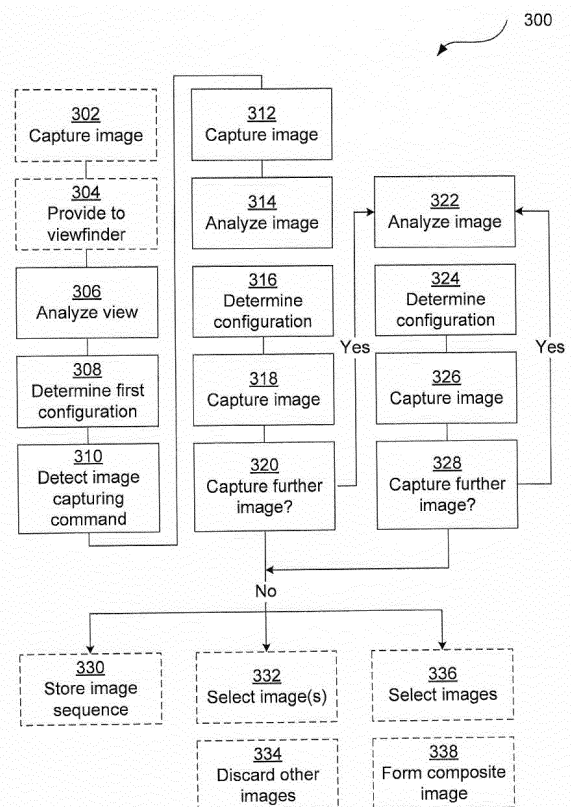 300
302
Capture image
304
Provide to
viewfinder
306
Analyze view
308
Determine first
configuration
310
Detect image
capturing
command
312
Capture image
314
Analyze image
316
Determine
configuration
318
Capture image
320
Capture further
image?
Yes
322
Analyze image
324
Determine
configuration
326
Capture image
328
Capture further
image?
Yes
No
330
Store image
sequence
332
Select image(s)
334
Discard other
images
336
Select images
338
Form composite
image